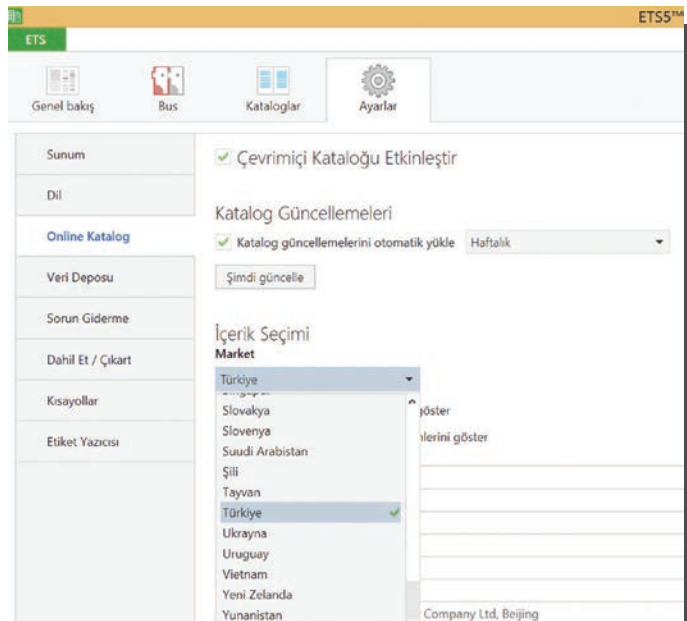 ETS5™
ETS
Genel bakış
Bus
Kataloglar
Ayarlar
Sunum
Dil
Online Katalog
Veri Deposu
Sorun Giderme
Dahil Et / Çıkart
Kısayollar
Etiket Yazıcısı
Çevrimiçi Kataloğu Etkinleştir
Katalog Güncellemeleri
Katalog güncellemelerini otomatik yükle Haftalık
Şimdi güncelle
İçerik Seçimi
Market
Türkiye
Slovakya
göster
Slovenya
göster
Suudi Arabistan
Şili
Tayvan
Türkiye
Ukrayna
Uruguay
Vietnam
Yeni Zelanda
Yunanistan
Company Ltd, Beijing